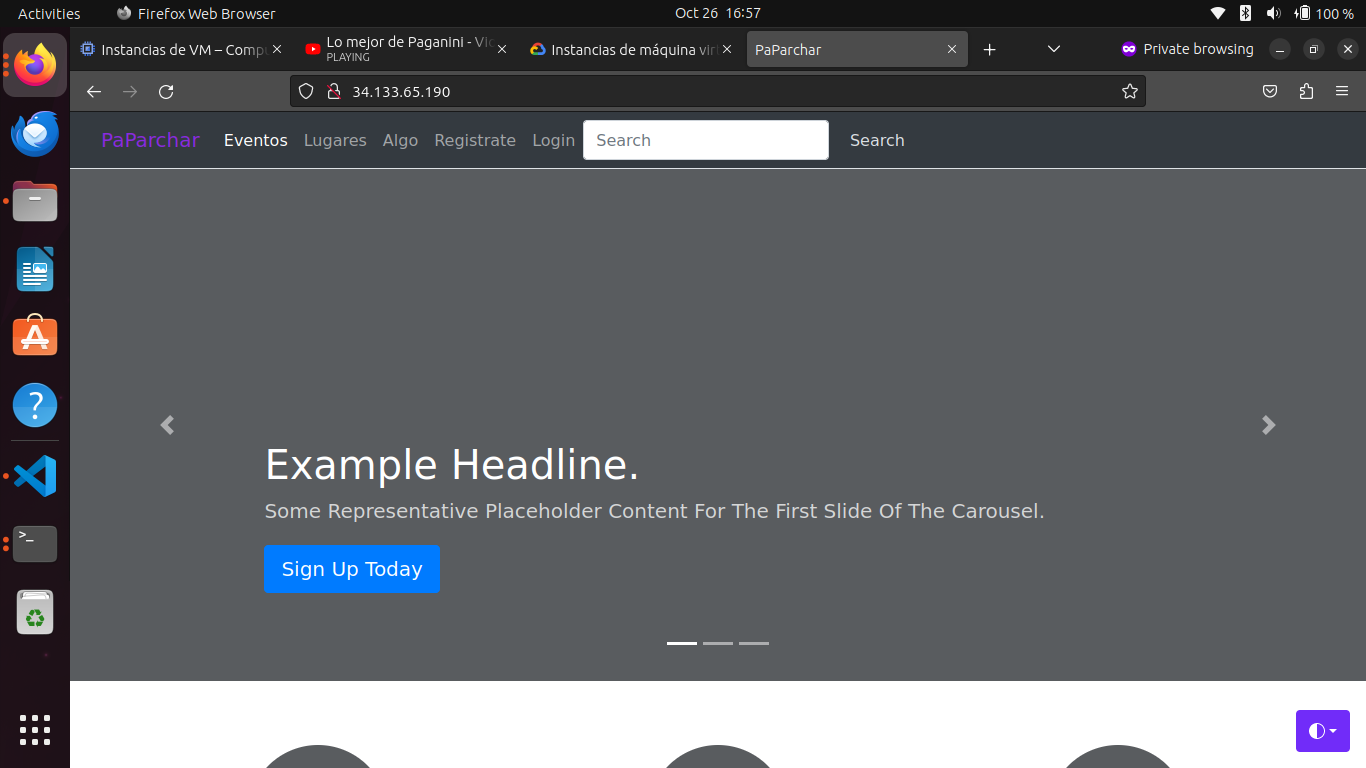 Activities Firefox Web Browser Oct 26 16:57 100 %
Instancias de VM – Comp
Lo mejor de Paganini - Vi
PLAYING
Instancias de máquina vir
PaParchar
Private browsing
34.133.65.190
PaParchar Eventos Lugares Algo Registrate Login Search Search
Example Headline.
Some Representative Placeholder Content For The First Slide Of The Carousel.
Sign Up Today